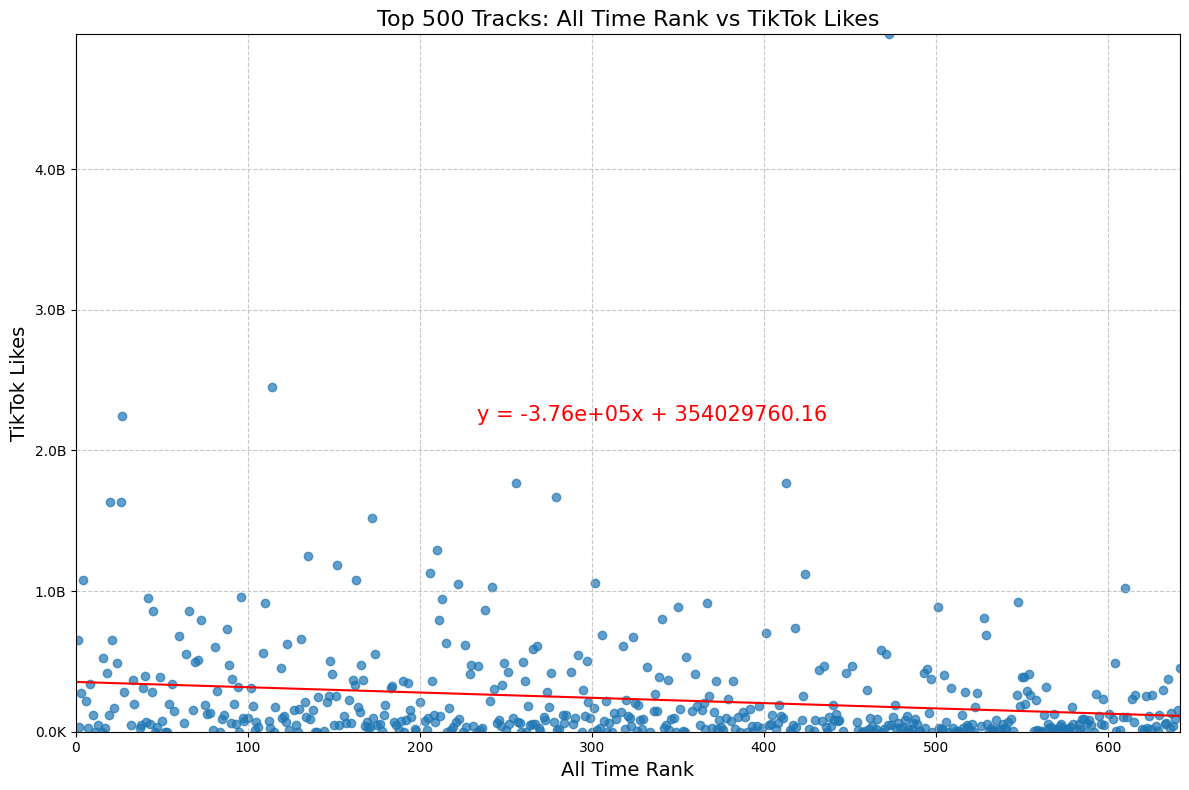 Top 500 Tracks: All Time Rank vs TikTok Likes
TikTok Likes
4.0B
3.0B
2.0B
1.0B
0.0K
y = -3.76e+05x + 354029760.16
0 100 200 300 400 500 600
All Time Rank